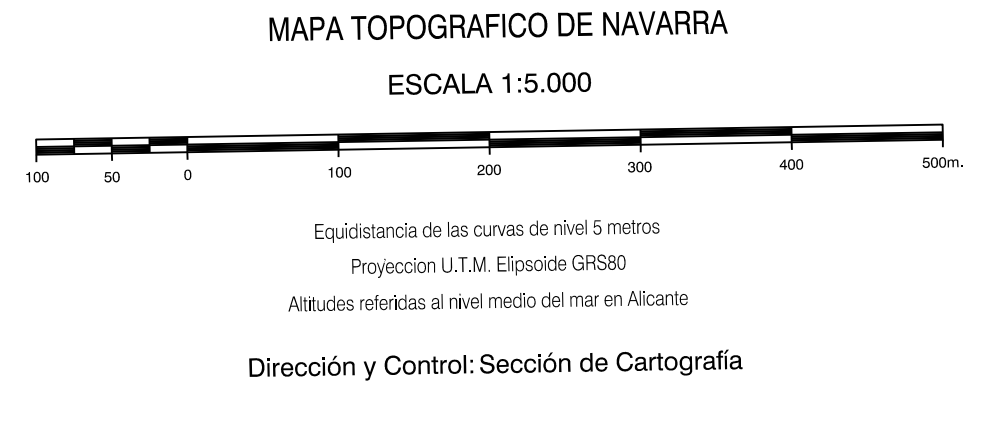 MAPA TOPOGRAFICO DE NAVARRA
ESCALA 1:5.000
100 50 0 100 200 300 400 500m.
Equidistancia de las curvas de nivel 5 metros
Proyeccion U.T.M. Elipsoide GRS80
Altitudes referidas al nivel medio del mar en Alicante
Dirección y Control: Sección de Cartografía